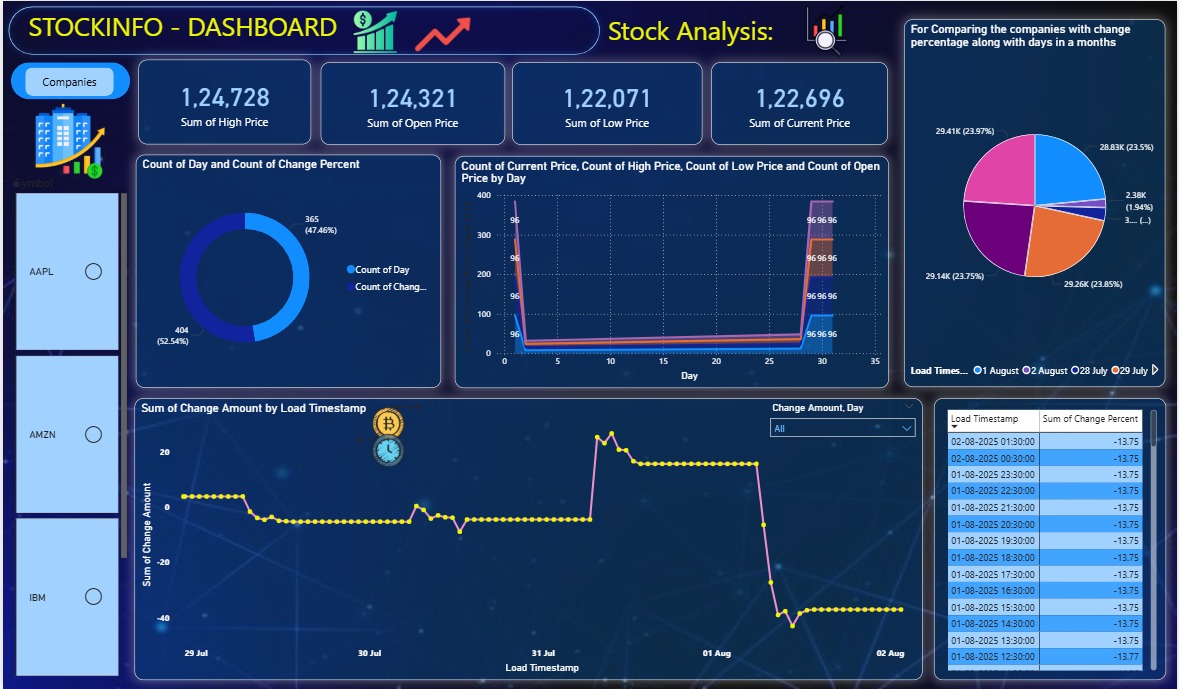 STOCKINFO - DASHBOARD
Stock Analysis:
Companies
Symbol
AAPL
AMZN
IBM
1,24,728
Sum of High Price
1,24,321
Sum of Open Price
1,22,071
Sum of Low Price
1,22,696
Sum of Current Price
For Comparing the companies with change
percentage along with days in a months
29.41K (23.97%)
28.83K (23.5%)
2.38K
(1.94%)
3.... (...)
29.14K (23.75%)
29.26K (23.85%)
Load Times...
1 August
2 August
28 July
29 July
Count of Day and Count of Change Percent
365
(47.46%)
404
(52.54%)
Count of Day
Count of Chang...
Count of Current Price, Count of High Price, Count of Low Price and Count of Open
Price by Day
400
300
200
100
0
96
96
96
96
96 96 96
96 96 96
96 96 96
96 96 96
0
5
10
15
20
25
30
35
Day
Sum of Change Amount by Load Timestamp
Change Amount, Day
All
Sum of Change Amount
20
0
-20
-40
29 Jul
30 Jul
31 Jul
01 Aug
02 Aug
Load Timestamp
Load Timestamp Sum of Change Percent
02-08-2025 01:30:00 -13.75
02-08-2025 00:30:00 -13.75
01-08-2025 23:30:00 -13.75
01-08-2025 22:30:00 -13.75
01-08-2025 21:30:00 -13.75
01-08-2025 20:30:00 -13.75
01-08-2025 19:30:00 -13.75
01-08-2025 18:30:00 -13.75
01-08-2025 17:30:00 -13.75
01-08-2025 16:30:00 -13.75
01-08-2025 15:30:00 -13.75
01-08-2025 14:30:00 -13.75
01-08-2025 13:30:00 -13.75
01-08-2025 12:30:00 -13.77